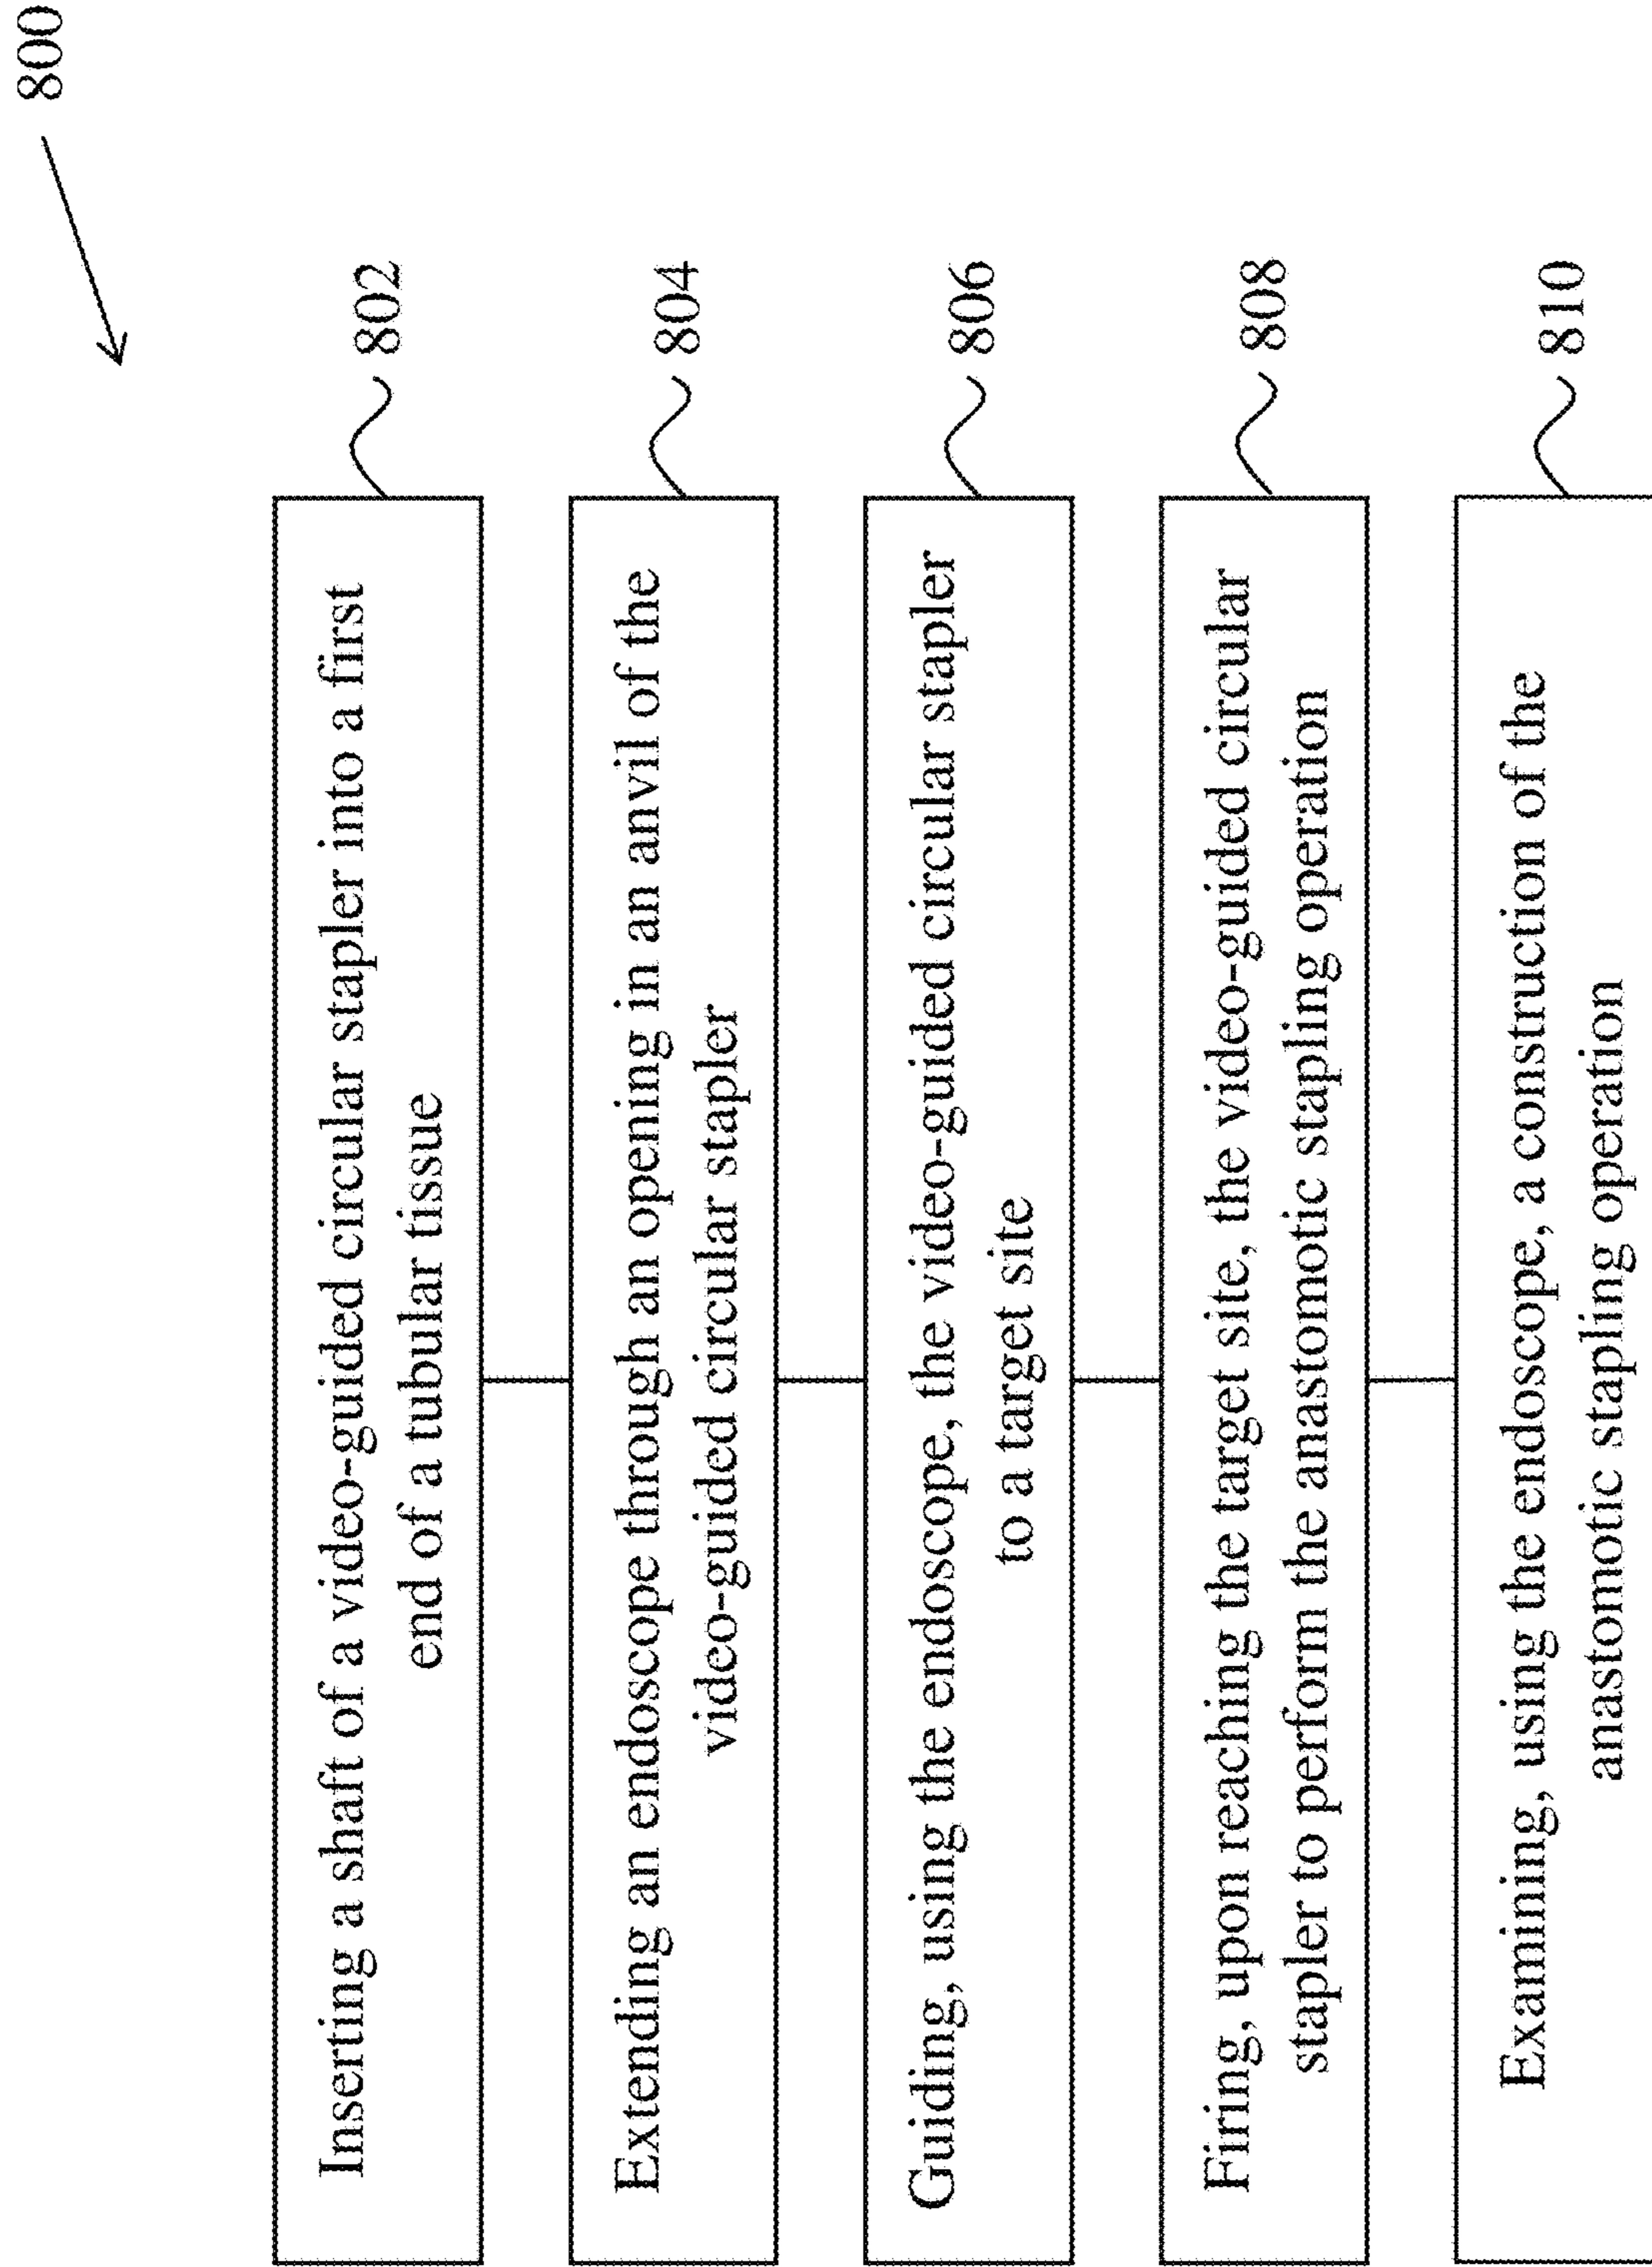 800
Inserting a shaft of a video-guided circular stapler into a first
end of a tubular tissue
802
Extending an endoscope through an opening in an anvil of the
video-guided circular stapler
804
Guiding, using the endoscope, the video-guided circular stapler
to a target site
806
Firing, upon reaching the target site, the video-guided circular
stapler to perform the anastomotic stapling operation
808
Examining, using the endoscope, a construction of the
anastomotic stapling operation
810